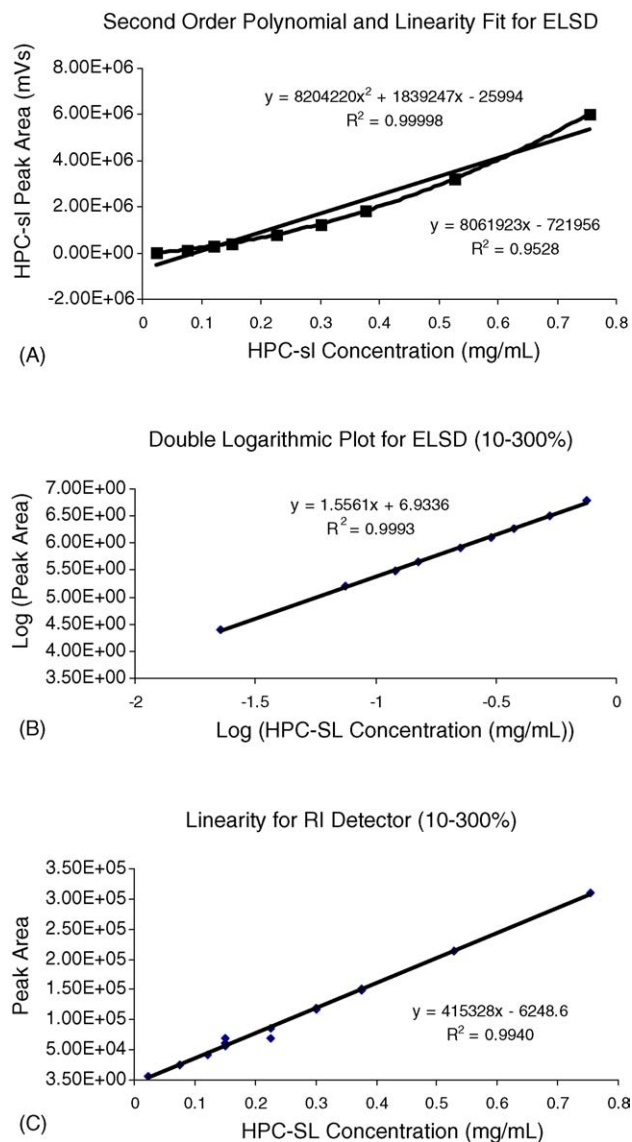 Second Order Polynomial and Linearity Fit for ELSD
8.00E+06
6.00E+06
4.00E+06
2.00E+06
0.00E+00
-2.00E+06
HPC-sl Peak Area (mVs)
y = 8204220x² + 1839247x - 25994
R² = 0.99998
y = 8061923x - 721956
R² = 0.9528
0 0.1 0.2 0.3 0.4 0.5 0.6 0.7 0.8
HPC-sl Concentration (mg/mL)
(A)
Double Logarithmic Plot for ELSD (10-300%)
7.00E+00
6.50E+00
6.00E+00
5.50E+00
5.00E+00
4.50E+00
4.00E+00
3.50E+00
Log (Peak Area)
y = 1.5561x + 6.9336
R² = 0.9993
-2 -1.5 -1 -0.5 0
Log (HPC-SL Concentration (mg/mL))
(B)
Linearity for RI Detector (10-300%)
3.50E+05
3.00E+05
2.00E+05
1.00E+05
5.00E+04
3.50E+00
Peak Area
y = 415328x - 6248.6
R² = 0.9940
0 0.1 0.2 0.3 0.4 0.5 0.6 0.7 0.8
HPC-SL Concentration (mg/mL)
(C)